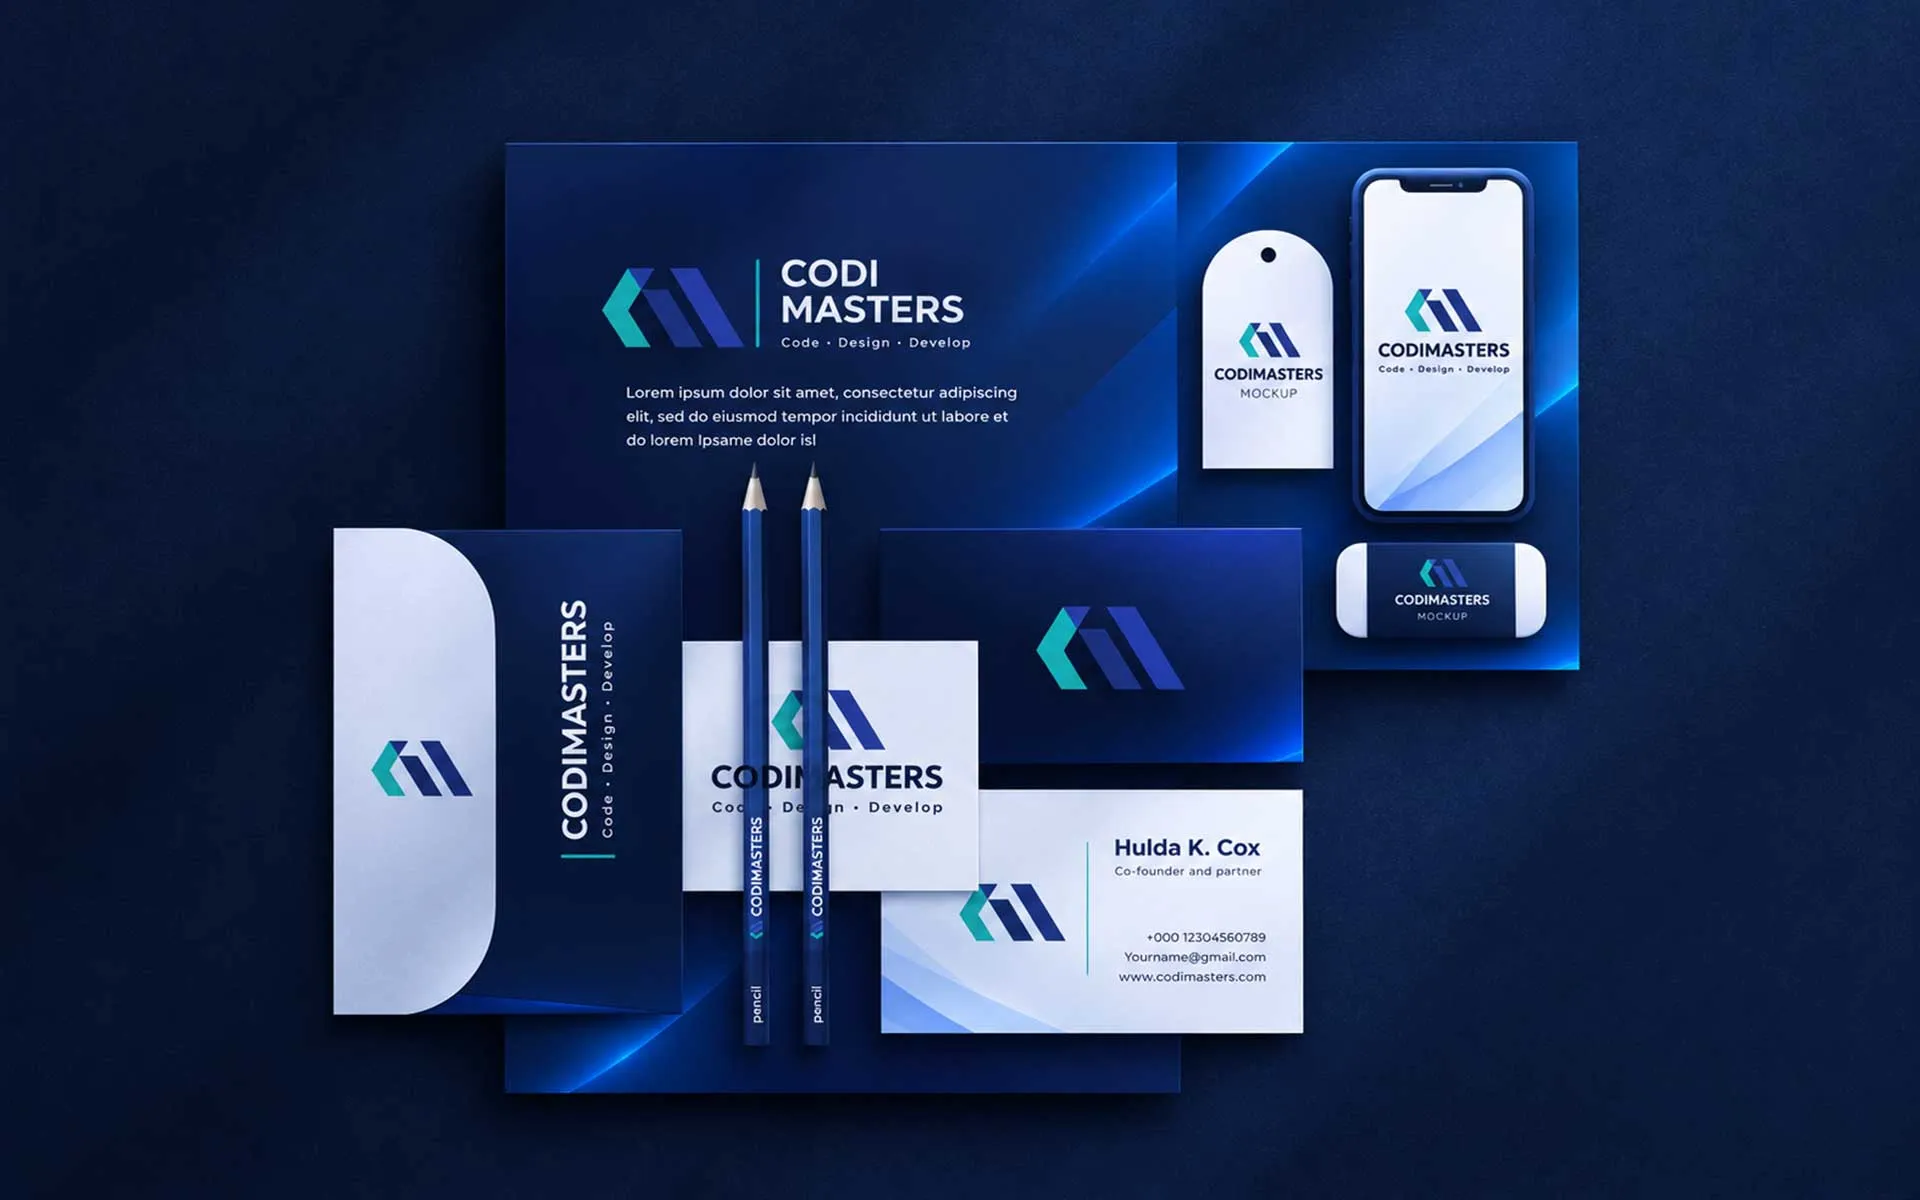 CODI
MASTERS
Code • Design • Develop
Lorem ipsum dolor sit amet, consectetur adipiscing
elit, sed do eiusmod tempor incididunt ut labore et
do lorem Ipsame dolor isl
CODIMASTERS
MOCKUP
CODIMASTERS
Code • Design • Develop
CODIMASTERS
MOCKUP
CODIMASTERS
Code • Design • Develop
CODIMASTERS
Code • Design • Develop
CODIMASTERS
pencil
CODIMASTERS
pencil
Hulda K. Cox
Co-founder and partner
+000 12304560789
Yourname@gmail.com
www.codimasters.com